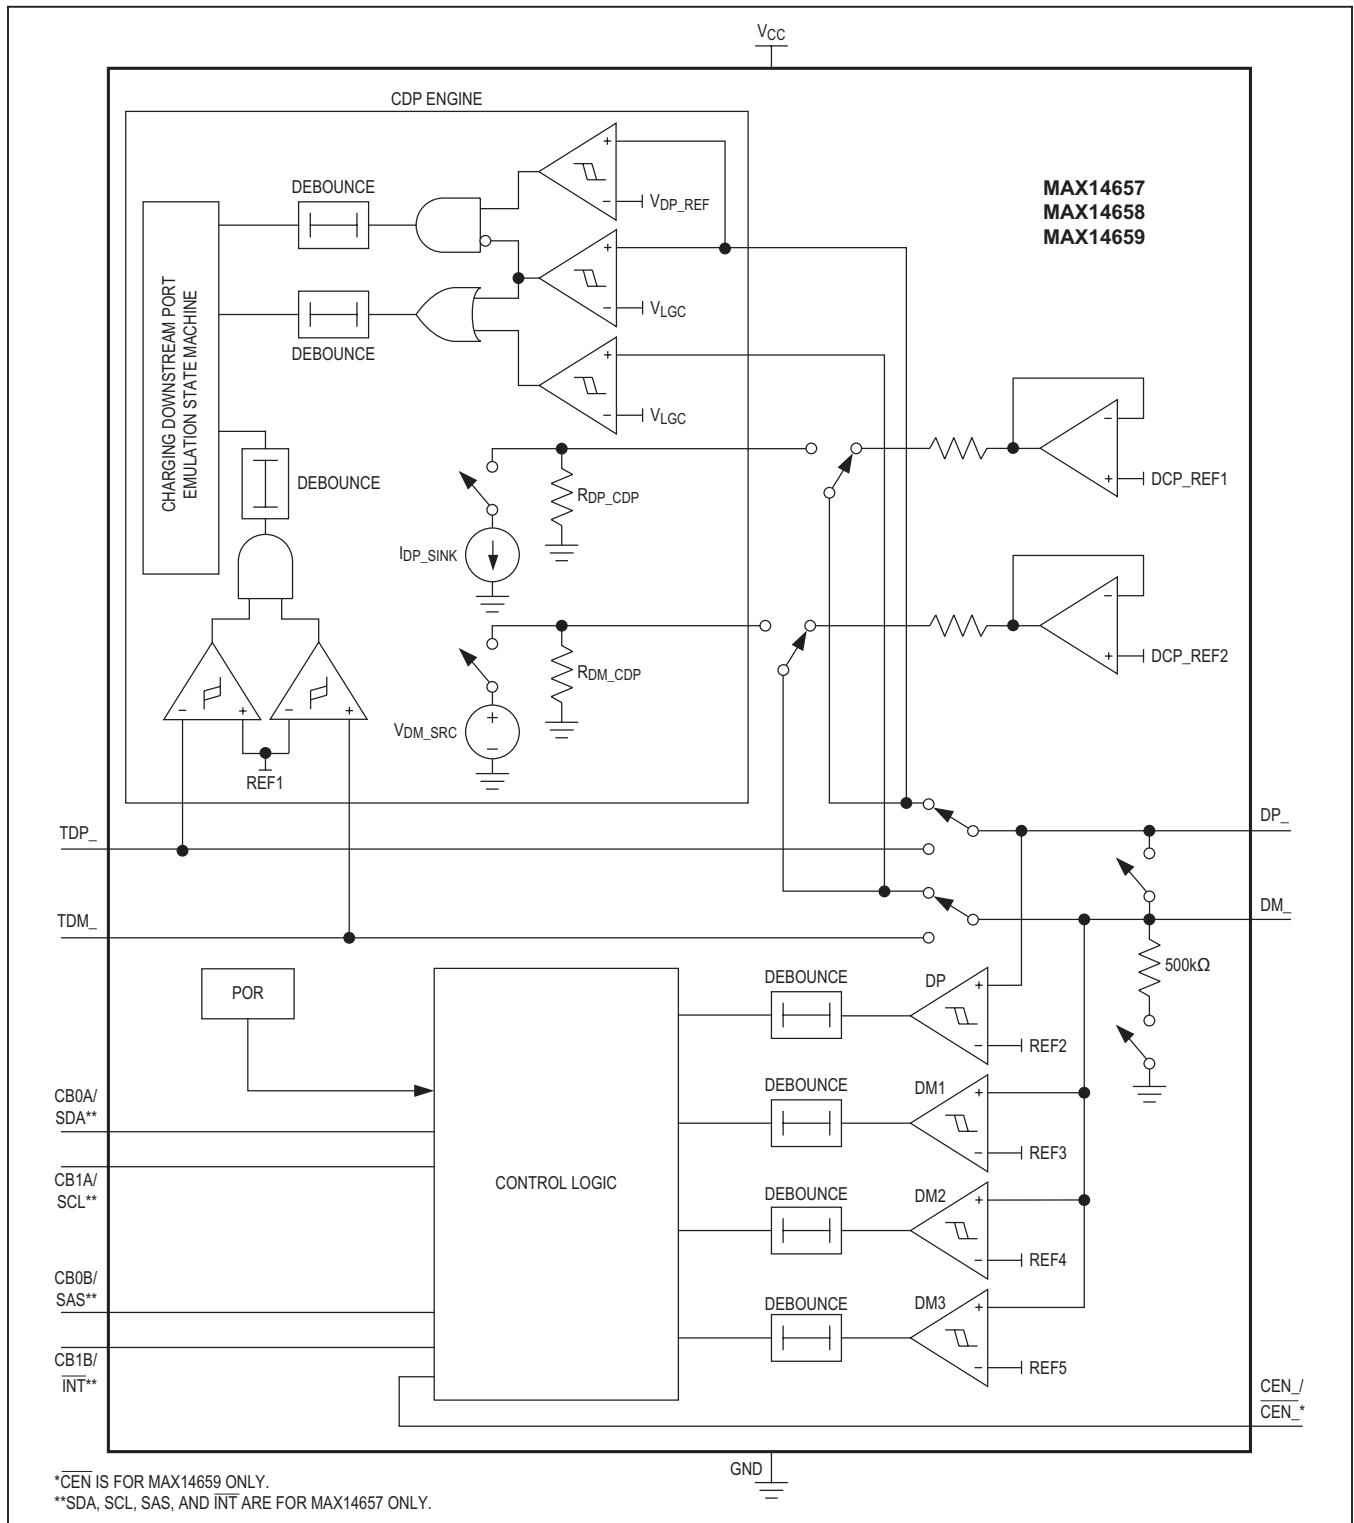 VCC
CDP ENGINE
MAX14657
MAX14658
MAX14659
DEBOUNCE
+
−
VDP_REF
CHARGING DOWNSTREAM PORT
EMULATION STATE MACHINE
+
−
VLGC
DEBOUNCE
+
−
VLGC
−
+
DCP_REF1
DEBOUNCE
RDP_CDP
IDP_SINK
−
+
DCP_REF2
RDM_CDP
VDM_SRC
+
−
−
+
−
+
REF1
TDP_
DP_
TDM_
DM_
500kΩ
POR
DEBOUNCE
DP
+
−
REF2
CB0A/
SDA**
DEBOUNCE
DM1
+
−
REF3
CB1A/
SCL**
CONTROL LOGIC
DEBOUNCE
DM2
+
−
REF4
CB0B/
SAS**
DEBOUNCE
DM3
+
−
REF5
CB1B/
INT**
CEN_/
CEN_*
GND
*CEN IS FOR MAX14659 ONLY.
**SDA, SCL, SAS, AND INT ARE FOR MAX14657 ONLY.